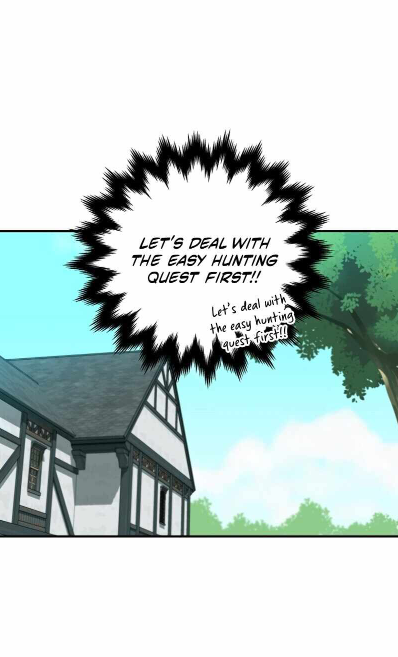 LET'S DEAL WITH
THE EASY HUNTING
QUEST FIRST!!
Let's deal with
the easy hunting
quest first!!